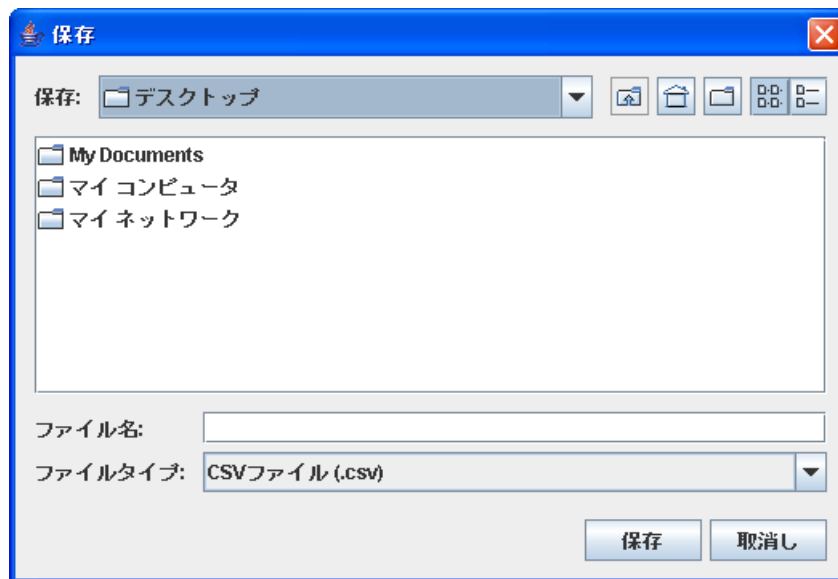 保存
保存: デスクトップ
My Documents
マイ コンピュータ
マイ ネットワーク
ファイル名:
ファイルタイプ: CSVファイル (.csv)
保存 取消し